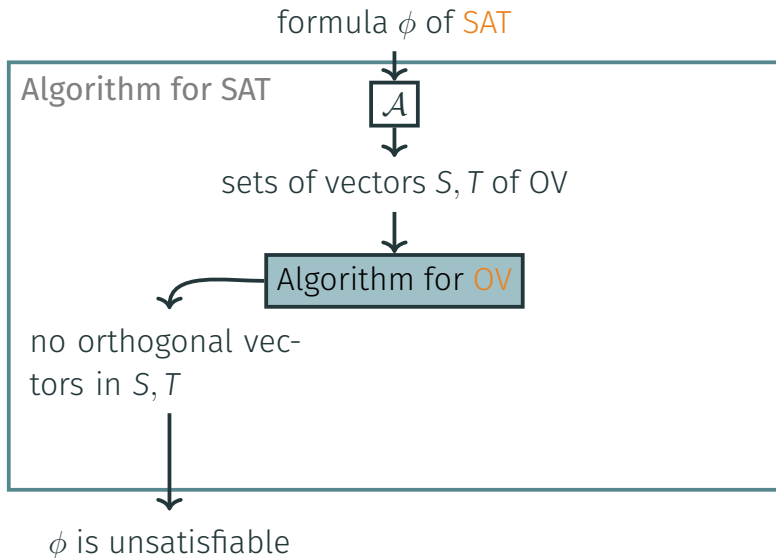 formula ϕ of SAT
Algorithm for SAT
𝒜
sets of vectors S, T of OV
Algorithm for OV
no orthogonal vec-
tors in S, T
ϕ is unsatisfiable